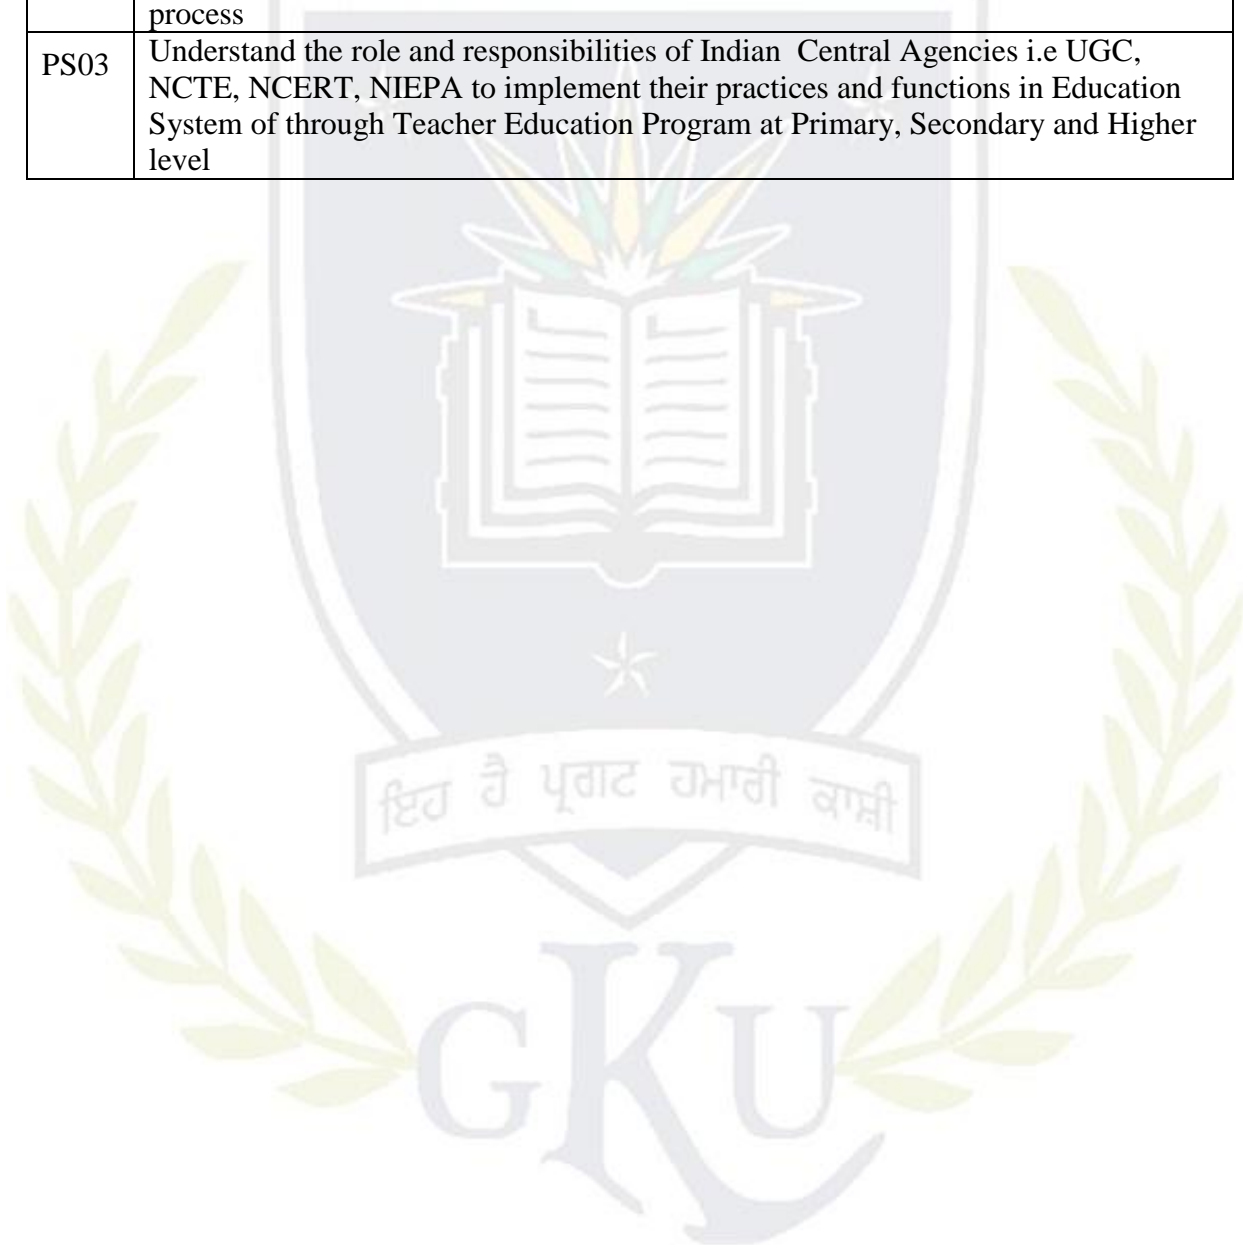 process
PS03 Understand the role and responsibilities of Indian Central Agencies i.e UGC,
NCTE, NCERT, NIEPA to implement their practices and functions in Education
System of through Teacher Education Program at Primary, Secondary and Higher
level
ਇਹ ਹੈ ਪ੍ਰਗਟ ਹਮਾਰੀ ਕਾਸ਼ੀ
GKU